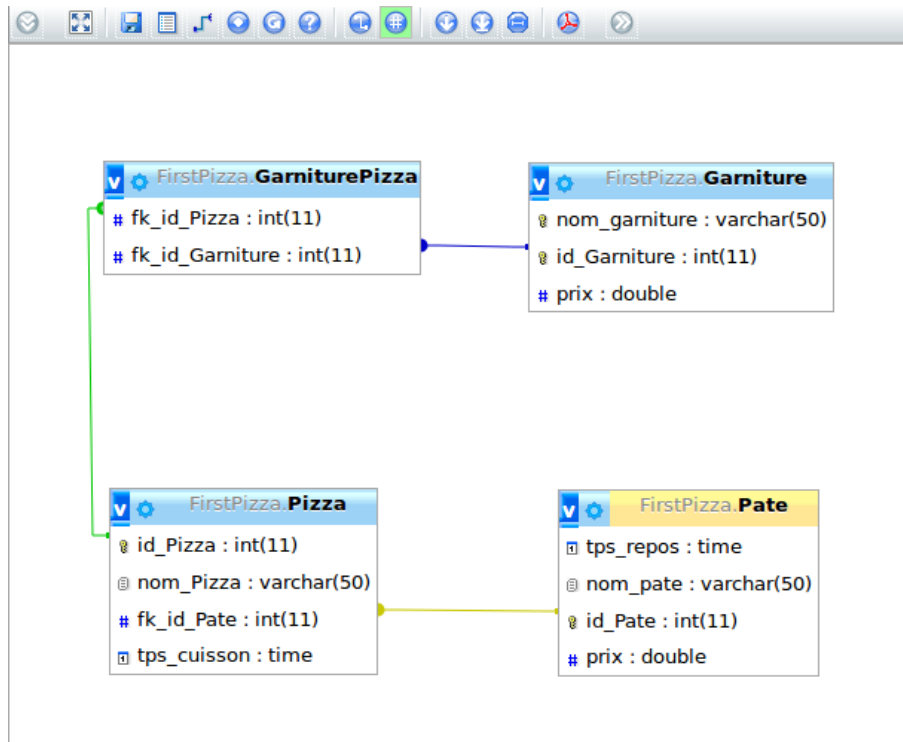 FirstPizza.GarniturePizza
fk_id_Pizza : int(11)
fk_id_Garniture : int(11)
FirstPizza.Garniture
nom_garniture : varchar(50)
id_Garniture : int(11)
prix : double
FirstPizza.Pizza
id_Pizza : int(11)
nom_Pizza : varchar(50)
fk_id_Pate : int(11)
tps_cuisson : time
FirstPizza.Pate
tps_repos : time
nom_pate : varchar(50)
id_Pate : int(11)
prix : double